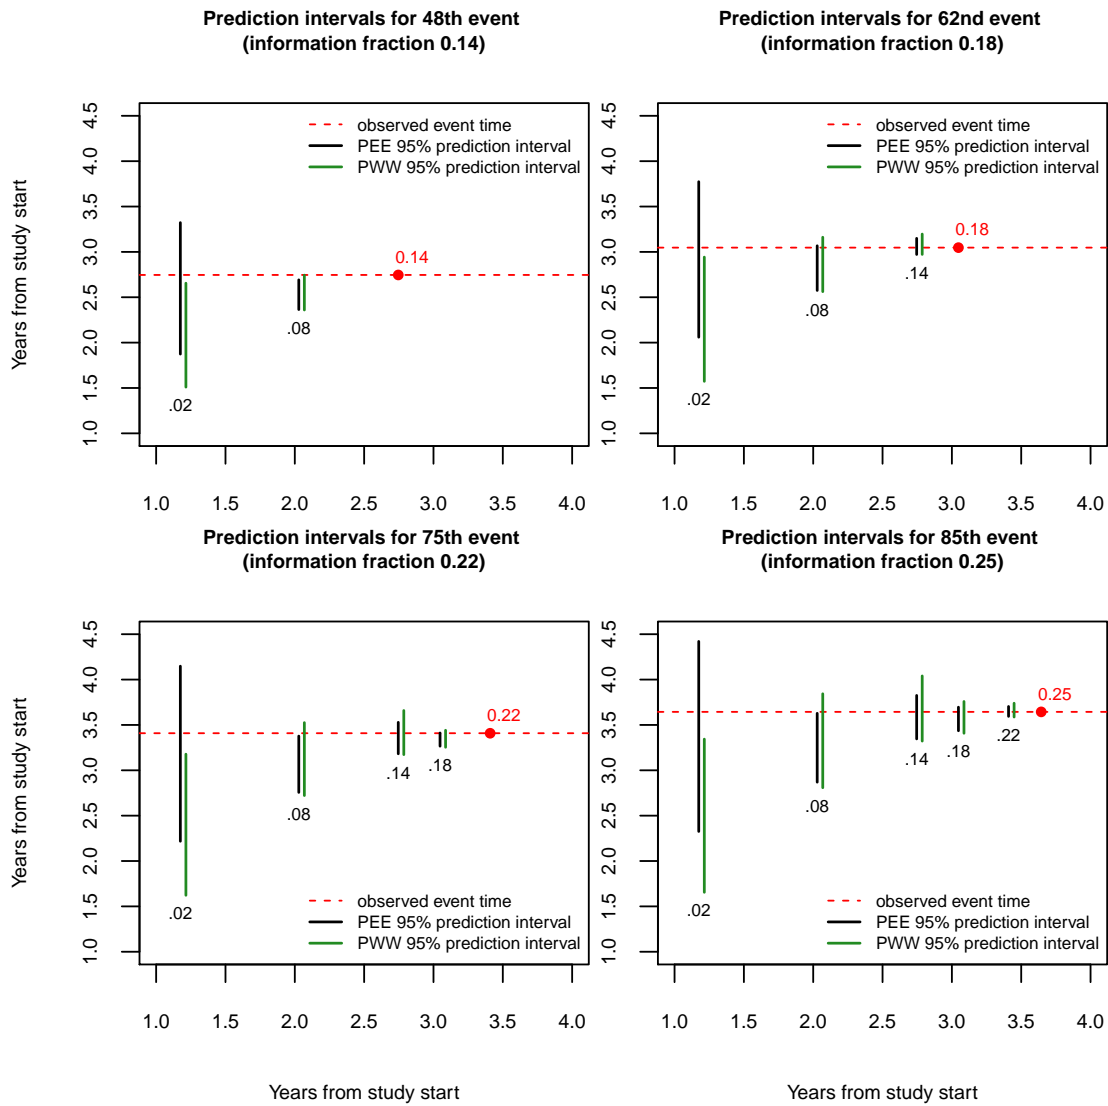 Prediction intervals for 48th event
(information fraction 0.14)
Years from study start
4.5
4.0
3.5
3.0
2.5
2.0
1.5
1.0
observed event time
PEE 95% prediction interval
PWW 95% prediction interval
0.14
.08
.02
1.0 1.5 2.0 2.5 3.0 3.5 4.0
Prediction intervals for 62nd event
(information fraction 0.18)
4.5
4.0
3.5
3.0
2.5
2.0
1.5
1.0
observed event time
PEE 95% prediction interval
PWW 95% prediction interval
0.18
.14
.08
.02
1.0 1.5 2.0 2.5 3.0 3.5 4.0
Prediction intervals for 75th event
(information fraction 0.22)
Years from study start
4.5
4.0
3.5
3.0
2.5
2.0
1.5
1.0
0.22
.18
.14
.08
.02
observed event time
PEE 95% prediction interval
PWW 95% prediction interval
1.0 1.5 2.0 2.5 3.0 3.5 4.0
Years from study start
Prediction intervals for 85th event
(information fraction 0.25)
4.5
4.0
3.5
3.0
2.5
2.0
1.5
1.0
0.25
.22
.18
.14
.08
.02
observed event time
PEE 95% prediction interval
PWW 95% prediction interval
1.0 1.5 2.0 2.5 3.0 3.5 4.0
Years from study start